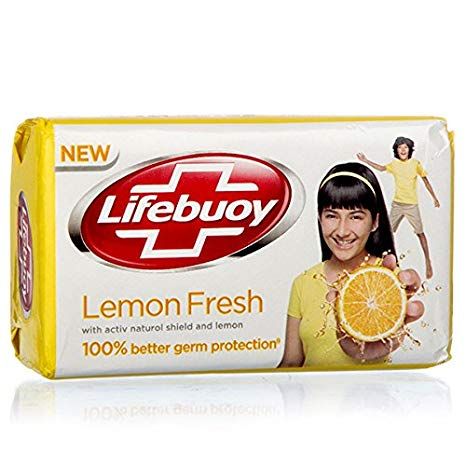 NEW
Lifebuoy
Lemon Fresh
with activ naturol shield and lemon
100% better germ protection*